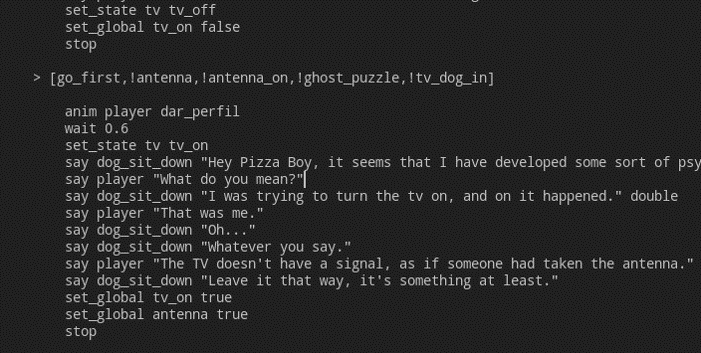 set_state tv tv_off
set_global tv_on false
stop
> [go_first,!antenna,!antenna_on,!ghost_puzzle,!tv_dog_in]
anim player dar_perfil
wait 0.6
set_state tv tv_on
say dog_sit_down "Hey Pizza Boy, it seems that I have developed some sort of psy
say player "What do you mean?"
say dog_sit_down "I was trying to turn the tv on, and on it happened." double
say player "That was me."
say dog_sit_down "Oh..."
say dog_sit_down "Whatever you say."
say player "The TV doesn't have a signal, as if someone had taken the antenna."
say dog_sit_down "Leave it that way, it's something at least."
set_global tv_on true
set_global antenna true
stop